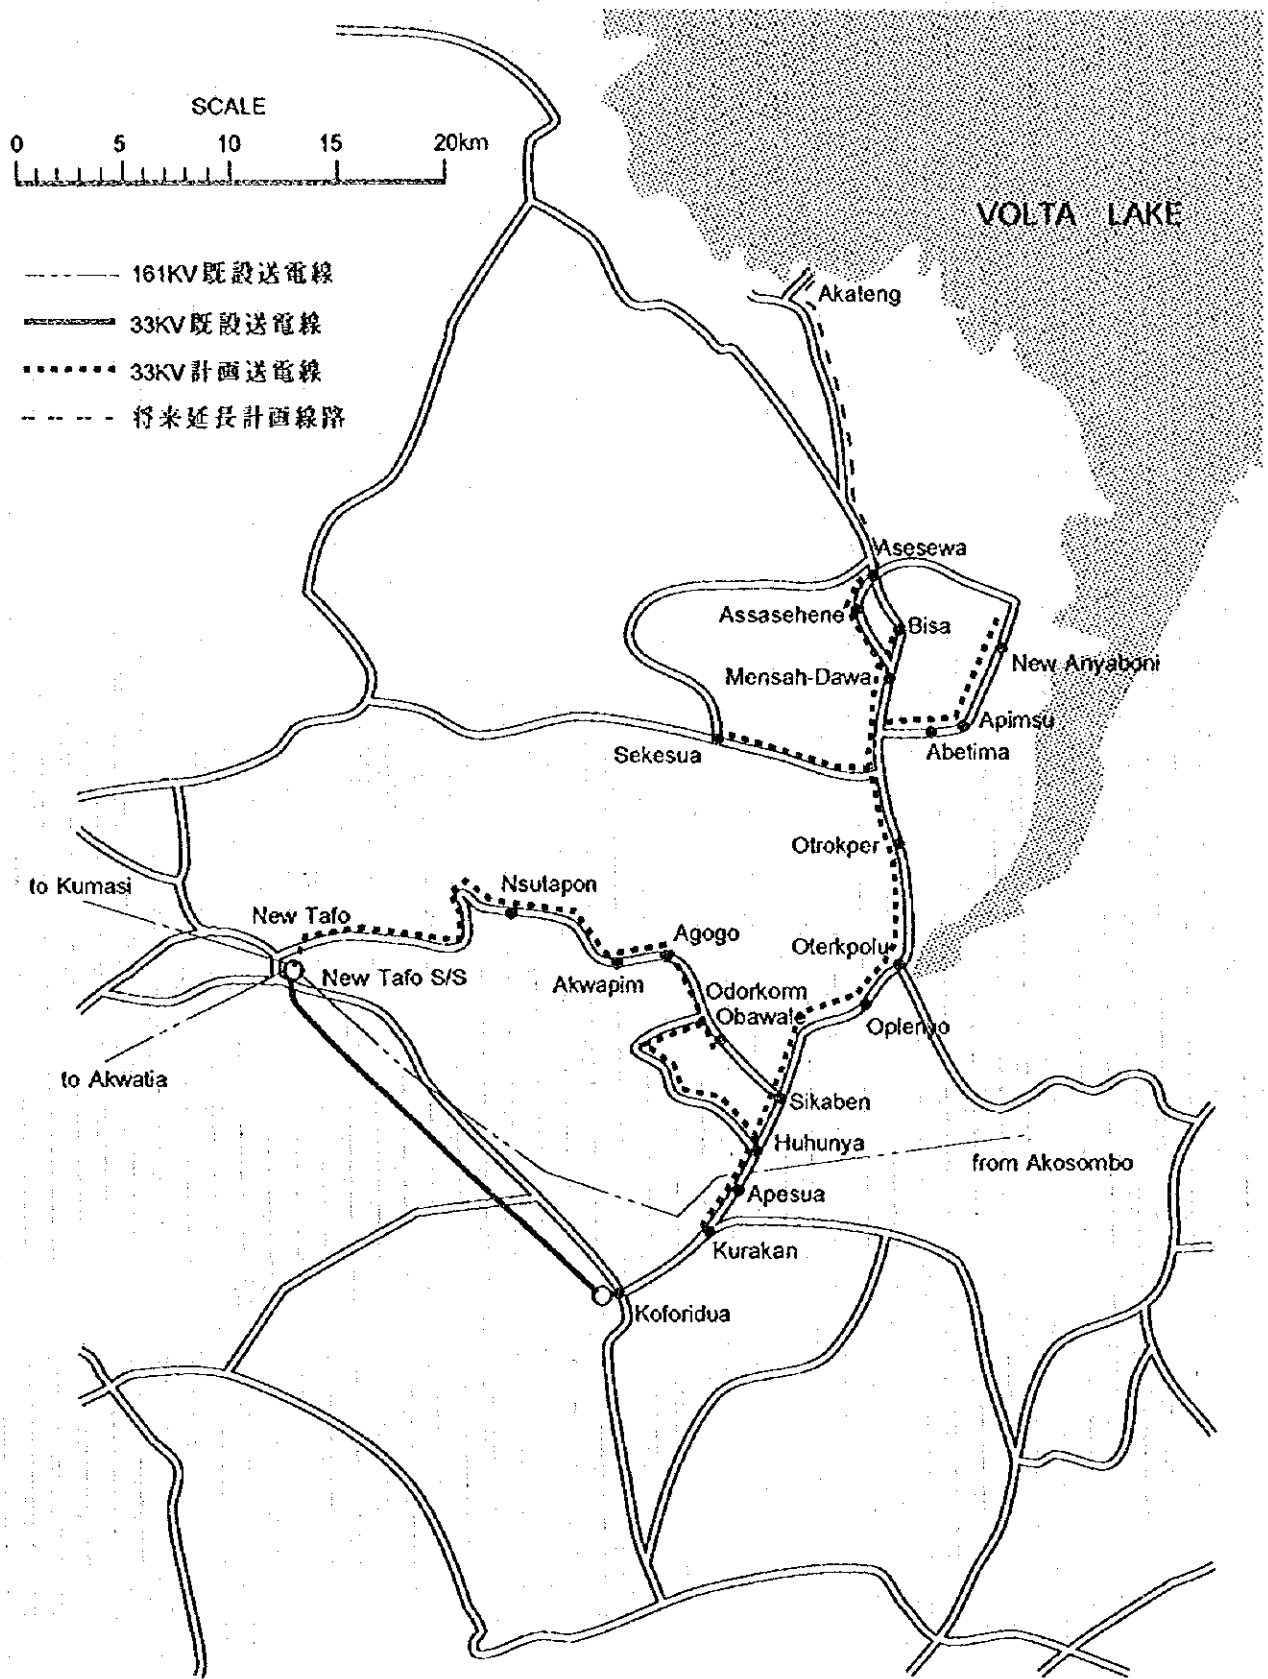 SCALE
0 5 10 15 20km
VOLTA LAKE
161KV既設送電線
33KV既設送電線
33KV計画送電線
将来延長計画線路
Akateng
Asesewa
Assasehene
Bisa
New Anyaboni
Mensah-Dawa
Apimsu
Sekesua
Abetima
Otrokper
to Kumasi
Nsutapon
New Tafo
Agogo
Oterkpolu
New Tafo S/S
Akwapim
Odorkorm
Obawale
Oplenyo
to Akwatia
Sikaben
Huhunya
from Akosombo
Apesua
Kurakan
Koforidua